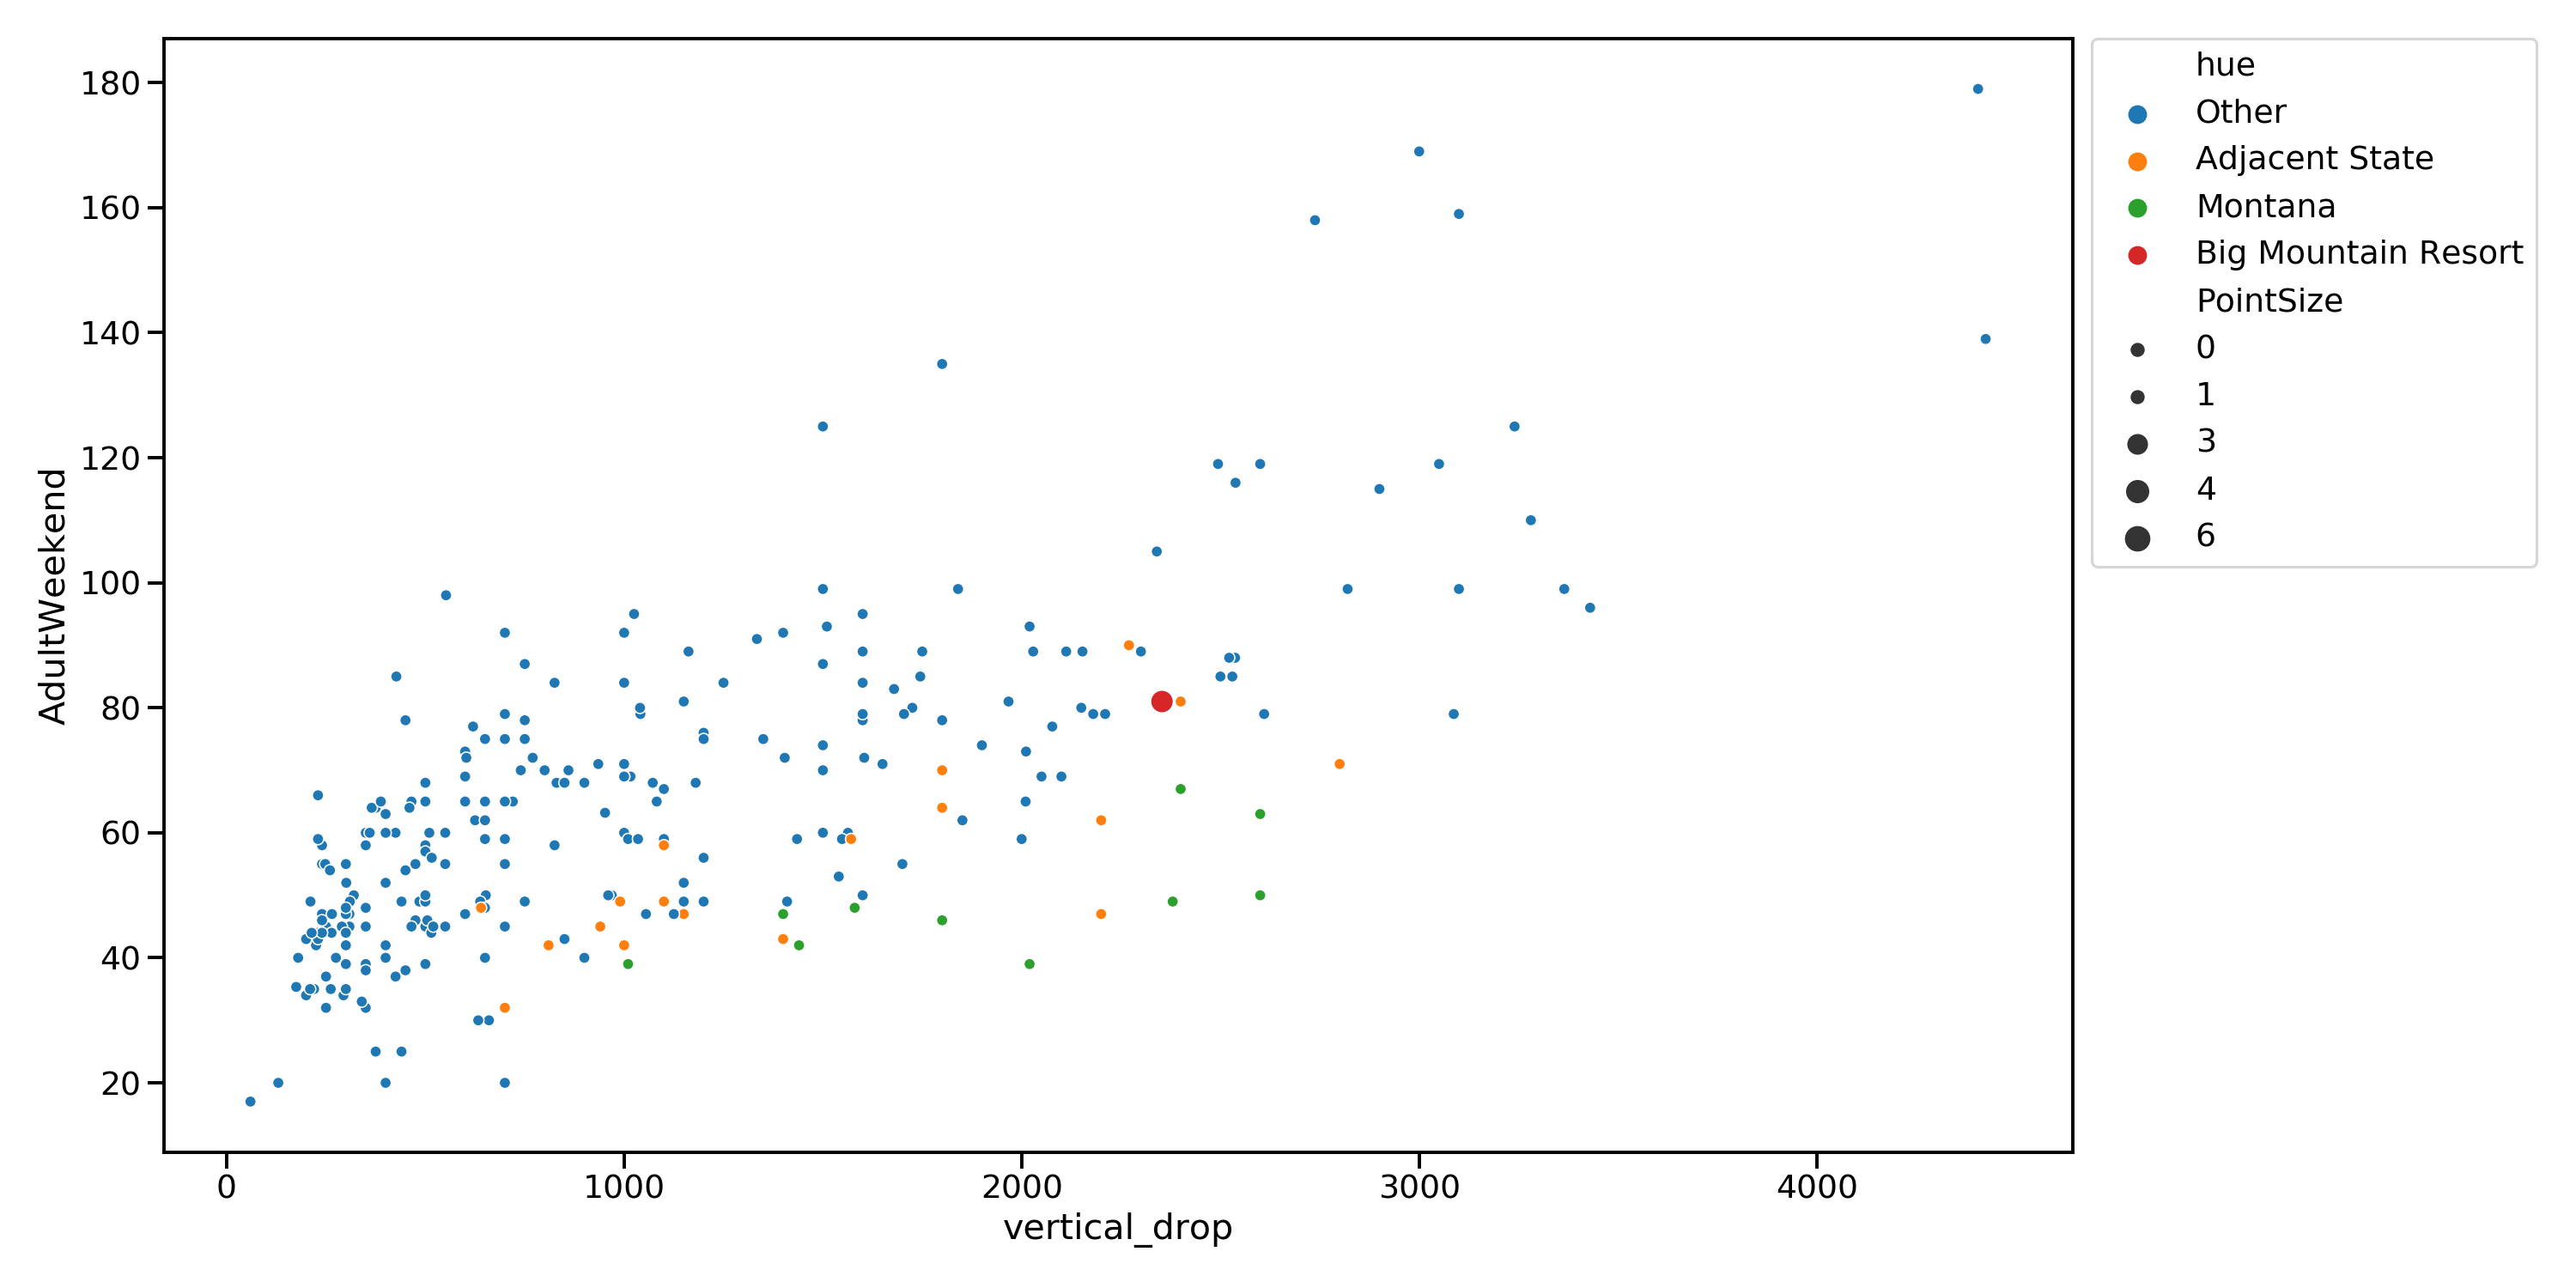 180
160
140
120
100
80
60
40
20
AdultWeekend
0
1000
2000
3000
4000
vertical_drop
hue
Other
Adjacent State
Montana
Big Mountain Resort
PointSize
0
1
3
4
6